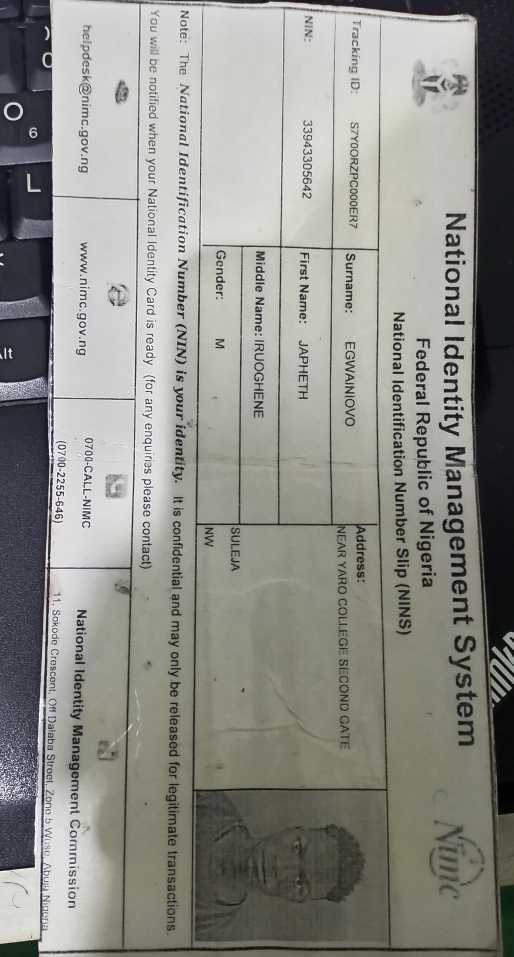 National Identity Management System
Federal Republic of Nigeria
National Identification Number Slip (NINS)
Nimc
Tracking ID: S7Y0ORZPC000ER7
Surname: EGWAINIOVO
Address:
NEAR YARO COLLEGE SECOND GATE
NIN: 33943305642
First Name: JAPHETH
Middle Name: IRUOGHENE
SULEJA
Gender: M
NW
Note: The National Identification Number (NIN) is your identity. It is confidential and may only be released for legitimate transactions.
You will be notified when your National Identity Card is ready (for any enquiries please contact)
helpdesk@nimc.gov.ng
www.nimc.gov.ng
0700-CALL-NIMC
(0700-2255-646)
National Identity Management Commission
11, Sokode Crescent, Off Dalaba Street, Zone 5 Wuse, Abuja Nigeria
O
6
L
Alt